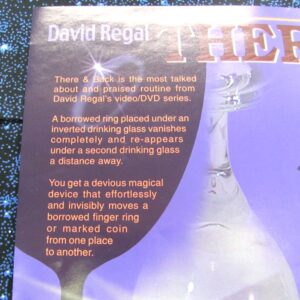 David Regal THER
There & Back is the most talked
about and praised routine from
David Regal's video/DVD series.
A borrowed ring placed under an
inverted drinking glass vanishes
completely and re-appears
under a second drinking glass
a distance away.
You get a devious magical
device that effortlessly
and invisibly moves a
borrowed finger ring
or marked coin
from one place
to another.